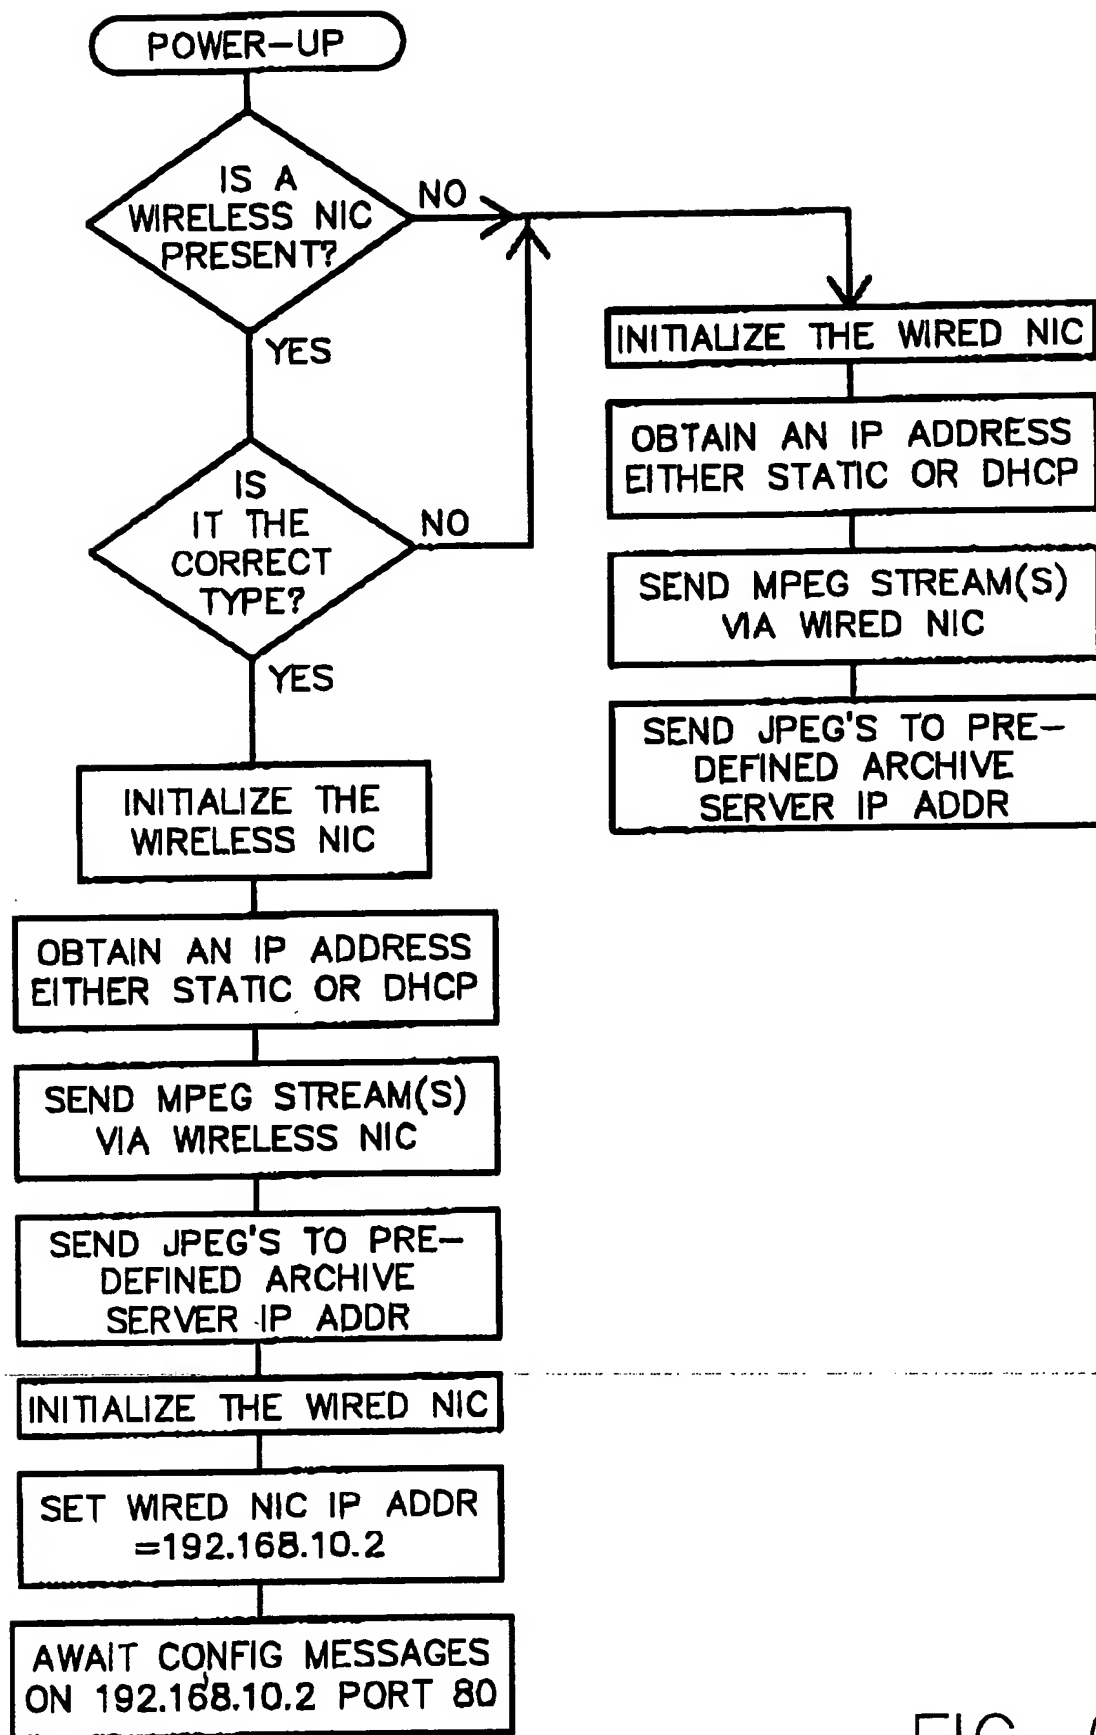 POWER-UP
IS A
WIRELESS NIC
PRESENT?
NO
YES
IS
IT THE
CORRECT
TYPE?
NO
YES
INITIALIZE THE
WIRELESS NIC
OBTAIN AN IP ADDRESS
EITHER STATIC OR DHCP
SEND MPEG STREAM(S)
VIA WIRELESS NIC
SEND JPEG'S TO PRE-
DEFINED ARCHIVE
SERVER IP ADDR
INITIALIZE THE WIRED NIC
SET WIRED NIC IP ADDR
=192.168.10.2
AWAIT CONFIG MESSAGES
ON 192.168.10.2 PORT 80
INITIALIZE THE WIRED NIC
OBTAIN AN IP ADDRESS
EITHER STATIC OR DHCP
SEND MPEG STREAM(S)
VIA WIRED NIC
SEND JPEG'S TO PRE-
DEFINED ARCHIVE
SERVER IP ADDR
FIG.